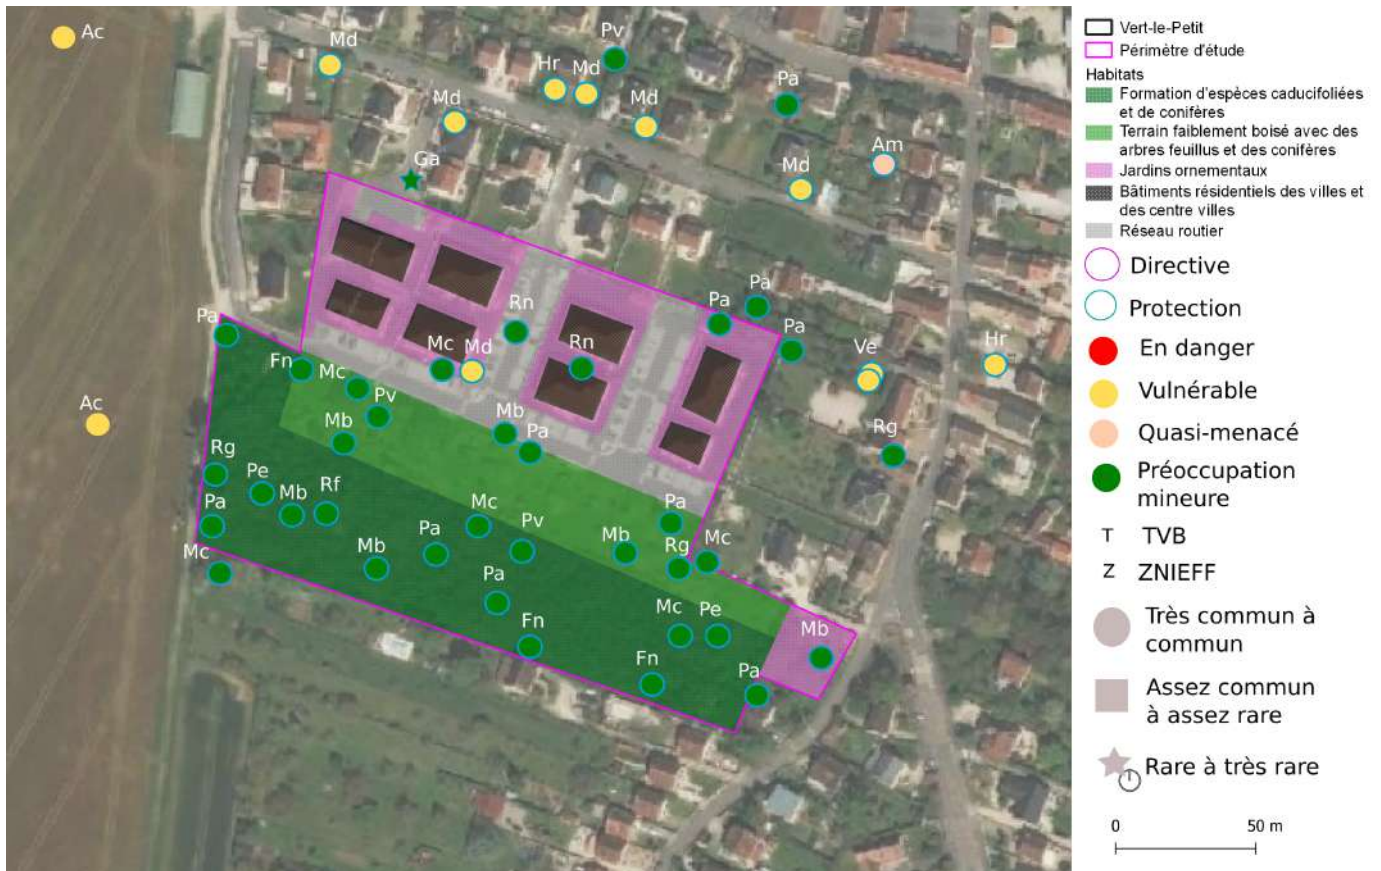 Ac
Md
Hr
Md
Pv
Md
Md
Pa
Am
Md
Ga
Pa
Pa
Pa
Rn
Rn
Pa
Fn
Mc
Md
Mc
Pv
Ve
Hr
Ac
Mb
Mb
Pa
Rg
Rg
Pe
Mb
Rf
Pa
Mc
Pa
Pv
Mb
Pa
Rg
Mc
Mc
Mb
Pa
Fn
Mc
Pe
Mb
Fn
Pa
Vert-le-Petit
Périmètre d'étude
Habitats
Formation d'espèces caducifoliées
et de conifères
Terrain faiblement boisé avec des
arbres feuillus et des conifères
Jardins ornementaux
Bâtiments résidentiels des villes et
des centre villes
Réseau routier
Directive
Protection
En danger
Vulnérable
Quasi-menacé
Préoccupation
mineure
T TVB
Z ZNIEFF
Très commun à
commun
Assez commun
à assez rare
Rare à très rare
0 50 m